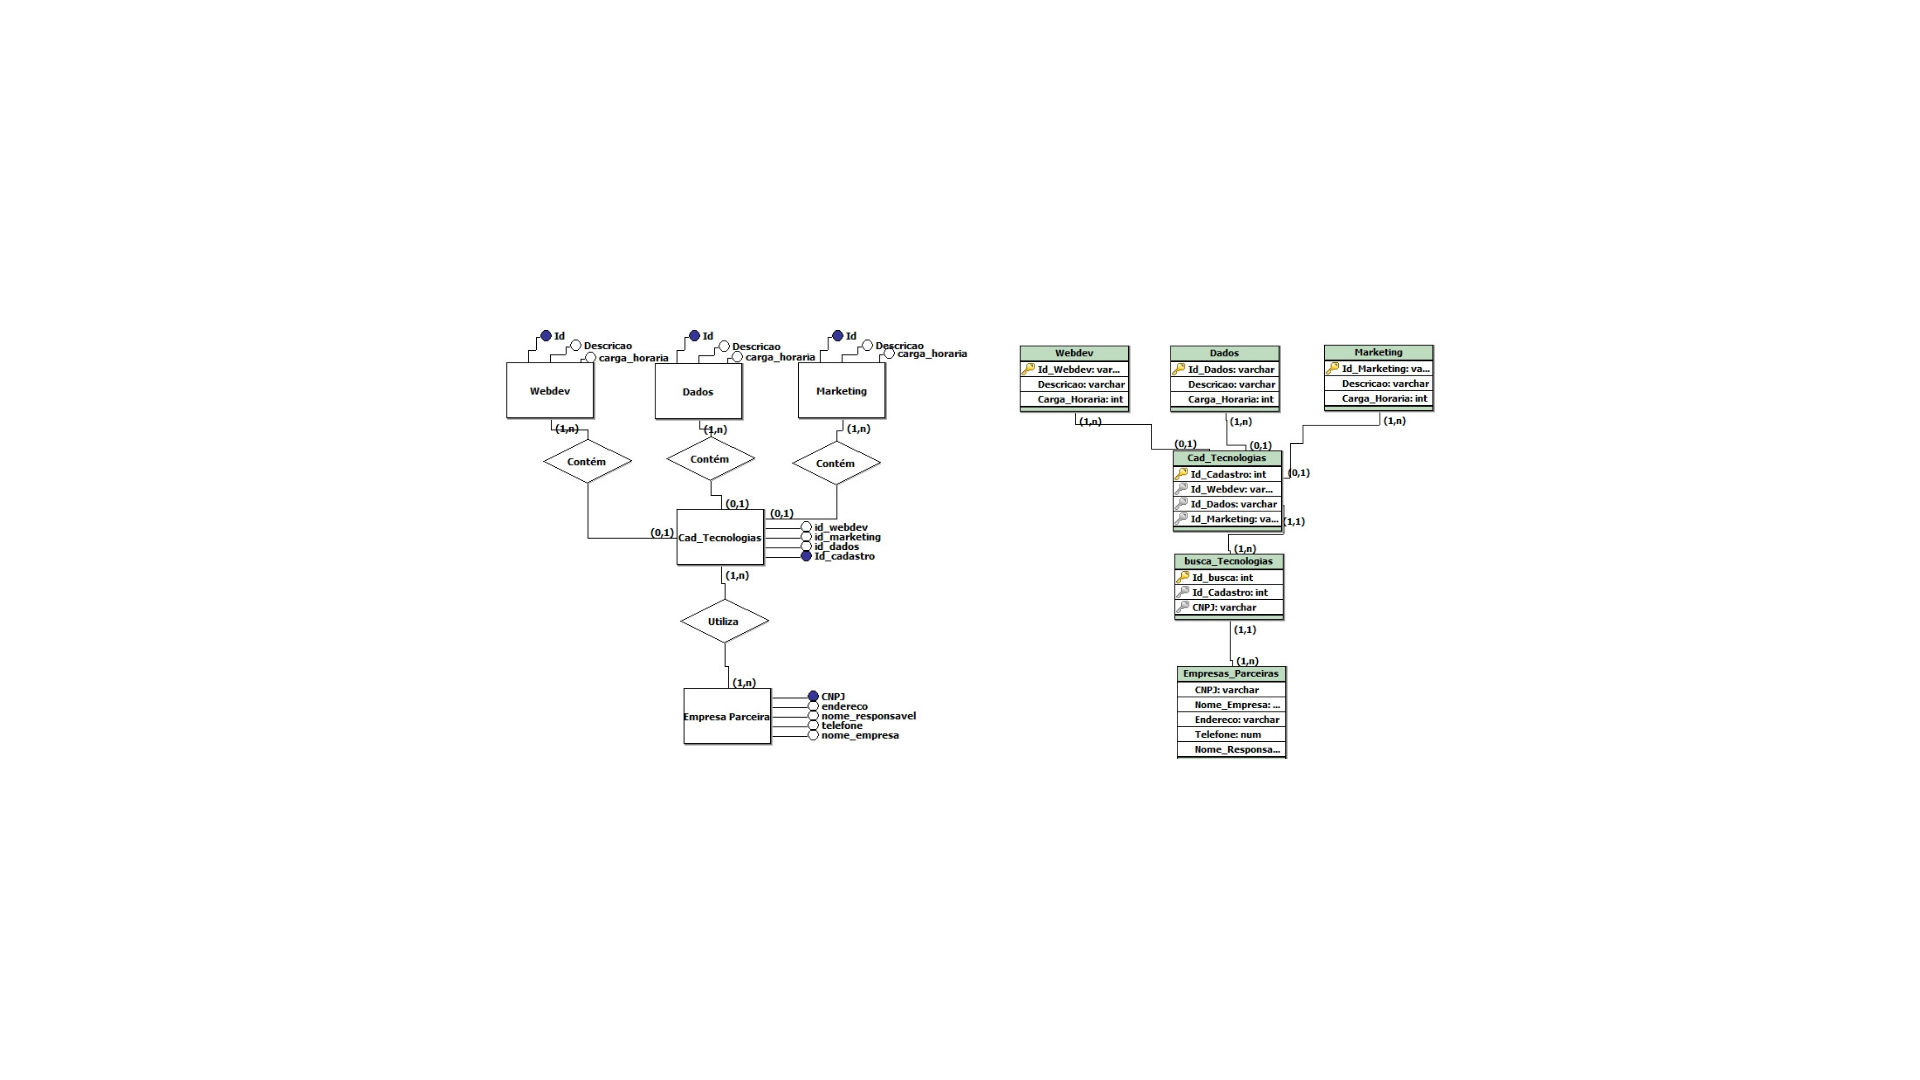 Id
Descricao
carga_horaria
Webdev
(1,n)
Contém
(0,1)
Id
Descricao
carga_horaria
Dados
(1,n)
Contém
(0,1)
Id
Descricao
carga_horaria
Marketing
(1,n)
Contém
(0,1)
Cad_Tecnologias
id_webdev
id_marketing
id_dados
Id_cadastro
(1,n)
Utiliza
(1,n)
Empresa Parceira
CNPJ
endereco
nome_responsavel
telefone
nome_empresa
Webdev
Id_Webdev: var...
Descricao: varchar
Carga_Horaria: int
(1,n)
(0,1)
Dados
Id_Dados: varchar
Descricao: varchar
Carga_Horaria: int
(1,n)
(0,1)
Marketing
Id_Marketing: va...
Descricao: varchar
Carga_Horaria: int
(1,n)
(0,1)
Cad_Tecnologias
Id_Cadastro: int
Id_Webdev: var...
Id_Dados: varchar
Id_Marketing: va...
(1,1)
(1,n)
busca_Tecnologias
Id_busca: int
Id_Cadastro: int
CNPJ: varchar
(1,1)
(1,n)
Empresas_Parceiras
CNPJ: varchar
Nome_Empresa: ...
Endereco: varchar
Telefone: num
Nome_Responsa...